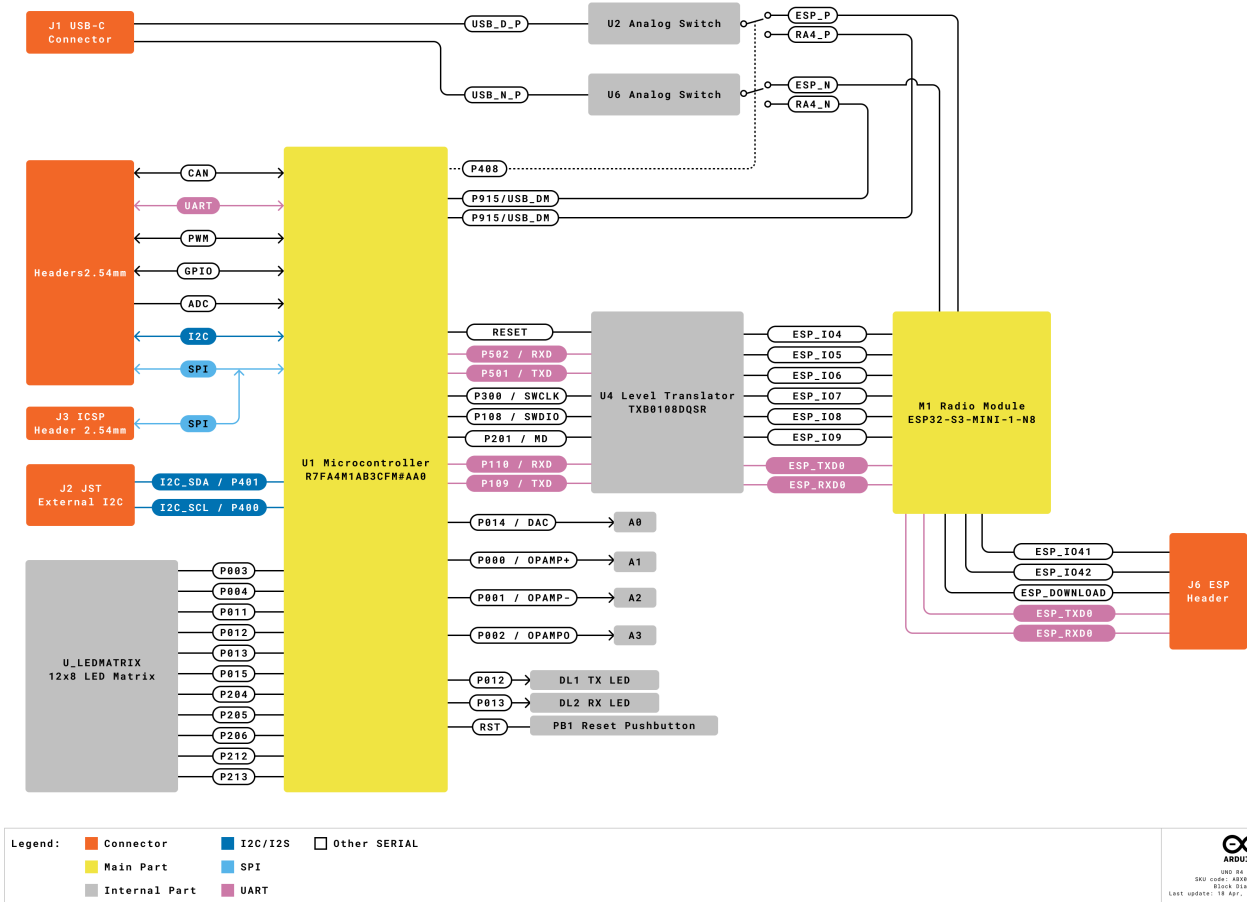 J1 USB-C
Connector
USB_D_P
U2 Analog Switch
ESP_P
RA4_P
USB_N_P
U6 Analog Switch
ESP_N
RA4_N
Headers2.54mm
CAN
UART
PWM
GPIO
ADC
I2C
SPI
J3 ICSP
Header 2.54mm
SPI
J2 JST
External I2C
I2C_SDA / P401
I2C_SCL / P400
U_LEDMATRIX
12x8 LED Matrix
P003
P004
P011
P012
P013
P015
P204
P205
P206
P212
P213
U1 Microcontroller
R7FA4M1AB3CFM#AA0
P408
P915/USB_DM
P915/USB_DM
RESET
P502 / RXD
P501 / TXD
P300 / SWCLK
P108 / SWDIO
P201 / MD
P110 / RXD
P109 / TXD
U4 Level Translator
TXB0108DQSR
ESP_IO4
ESP_IO5
ESP_IO6
ESP_IO7
ESP_IO8
ESP_IO9
ESP_TXD0
ESP_RXD0
M1 Radio Module
ESP32-S3-MINI-1-N8
P014 / DAC
A0
P000 / OPAMP+
A1
P001 / OPAMP-
A2
P002 / OPAMPO
A3
P012
DL1 TX LED
P013
DL2 RX LED
RST
PB1 Reset Pushbutton
ESP_IO41
ESP_IO42
ESP_DOWNLOAD
ESP_TXD0
ESP_RXD0
J6 ESP
Header
Legend:
Connector
I2C/I2S
Other SERIAL
Main Part
SPI
Internal Part
UART
UNO R4
SKU code:
Block
Last update: 18 Apr,